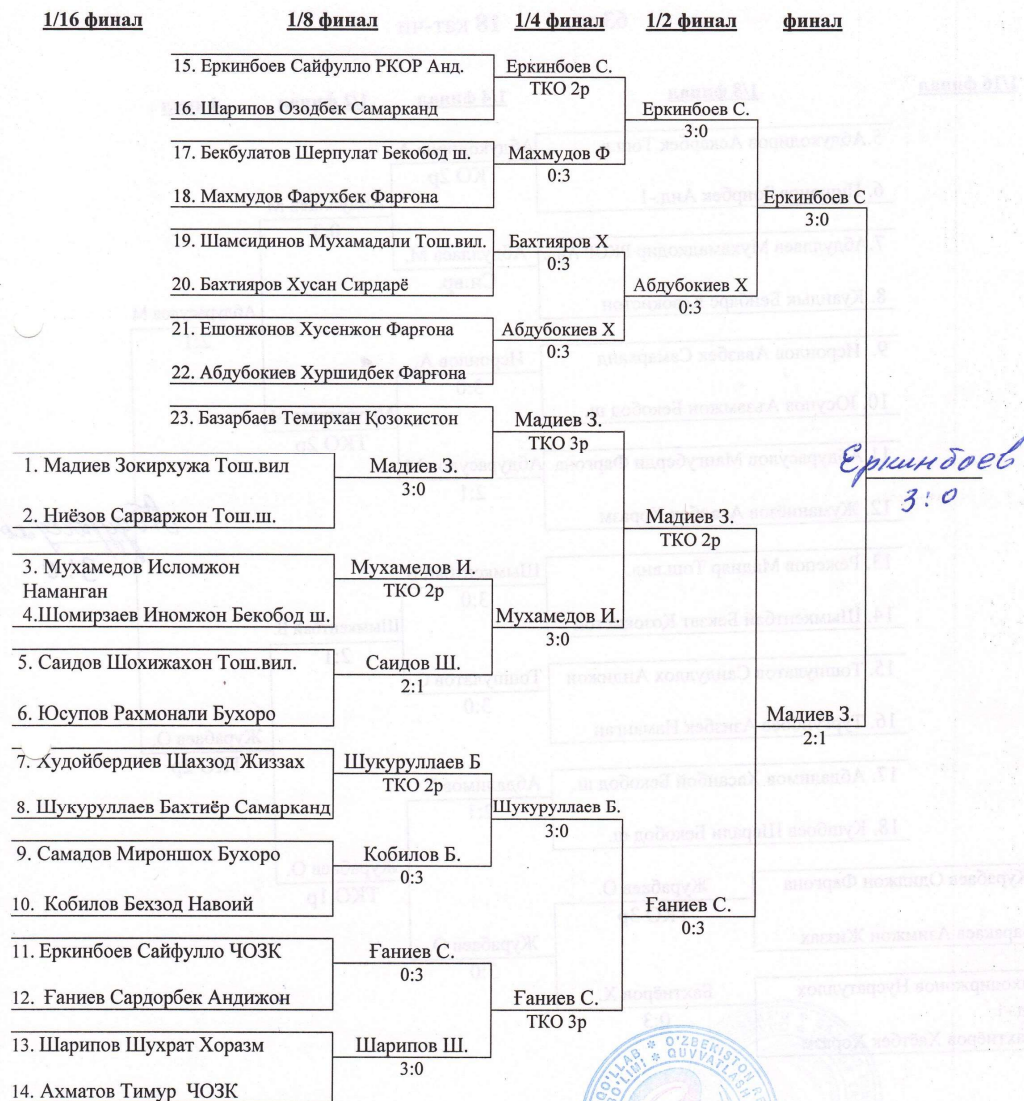 1/16 финал 1/8 финал 1/4 финал 1/2 финал финал
15. Еркинбоев Сайфулло РКОР Анд.
Еркинбоев С.
ТКО 2р
16. Шарипов Озодбек Самарканд
Еркинбоев С.
3:0
17. Бекбулатов Шерпулат Бекобод ш.
Махмудов Ф
0:3
18. Махмудов Фарухбек Фарғона
Еркинбоев С
3:0
19. Шамсидинов Мухамадали Тош.вил.
Бахтияров Х
0:3
20. Бахтияров Хусан Сирдарё
Абдубокиев Х
0:3
21. Ешонжонов Хусенжон Фарғона
Абдубокиев Х
0:3
22. Абдубокиев Хуршидбек Фарғона
23. Базарбаев Темирхан Қозоқистон
Мадиев З.
ТКО 3р
Еркинбоев
3:0
1. Мадиев Зокирхужа Тош.вил
Мадиев З.
3:0
2. Ниёзов Сарваржон Тош.ш.
Мадиев З.
ТКО 2р
3. Мухамедов Исломжон
Наманган
Мухамедов И.
ТКО 2р
4.Шомирзаев Иномжон Бекобод ш.
Мухамедов И.
3:0
5. Саидов Шохижахон Тош.вил.
Саидов Ш.
2:1
6. Юсупов Рахмонали Бухоро
Мадиев З.
2:1
7. Худойбердиев Шахзод Жиззах
Шукуруллаев Б
ТКО 2р
8. Шукуруллаев Бахтиёр Самарканд
Шукуруллаев Б.
3:0
9. Самадов Мироншох Бухоро
Кобилов Б.
0:3
10. Кобилов Бехзод Навоий
Ғаниев С.
0:3
11. Еркинбоев Сайфулло ЧОЗК
Ғаниев С.
0:3
12. Ғаниев Сардорбек Андижон
Ғаниев С.
ТКО 3р
13. Шарипов Шухрат Хоразм
Шарипов Ш.
3:0
14. Ахматов Тимур ЧОЗК